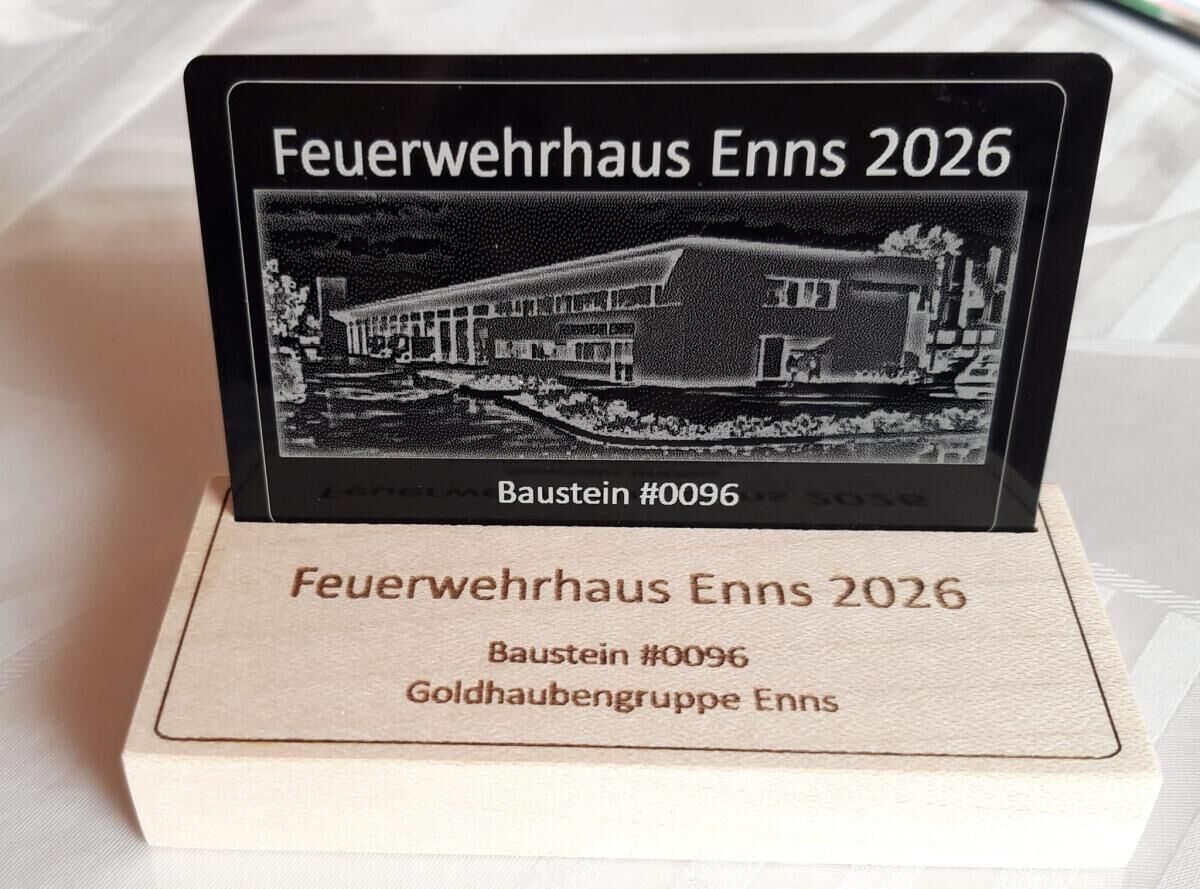 Feuerwehrhaus Enns 2026
Baustein #0096
Feuerwehrhaus Enns 2026
Baustein #0096
Goldhaubengruppe Enns